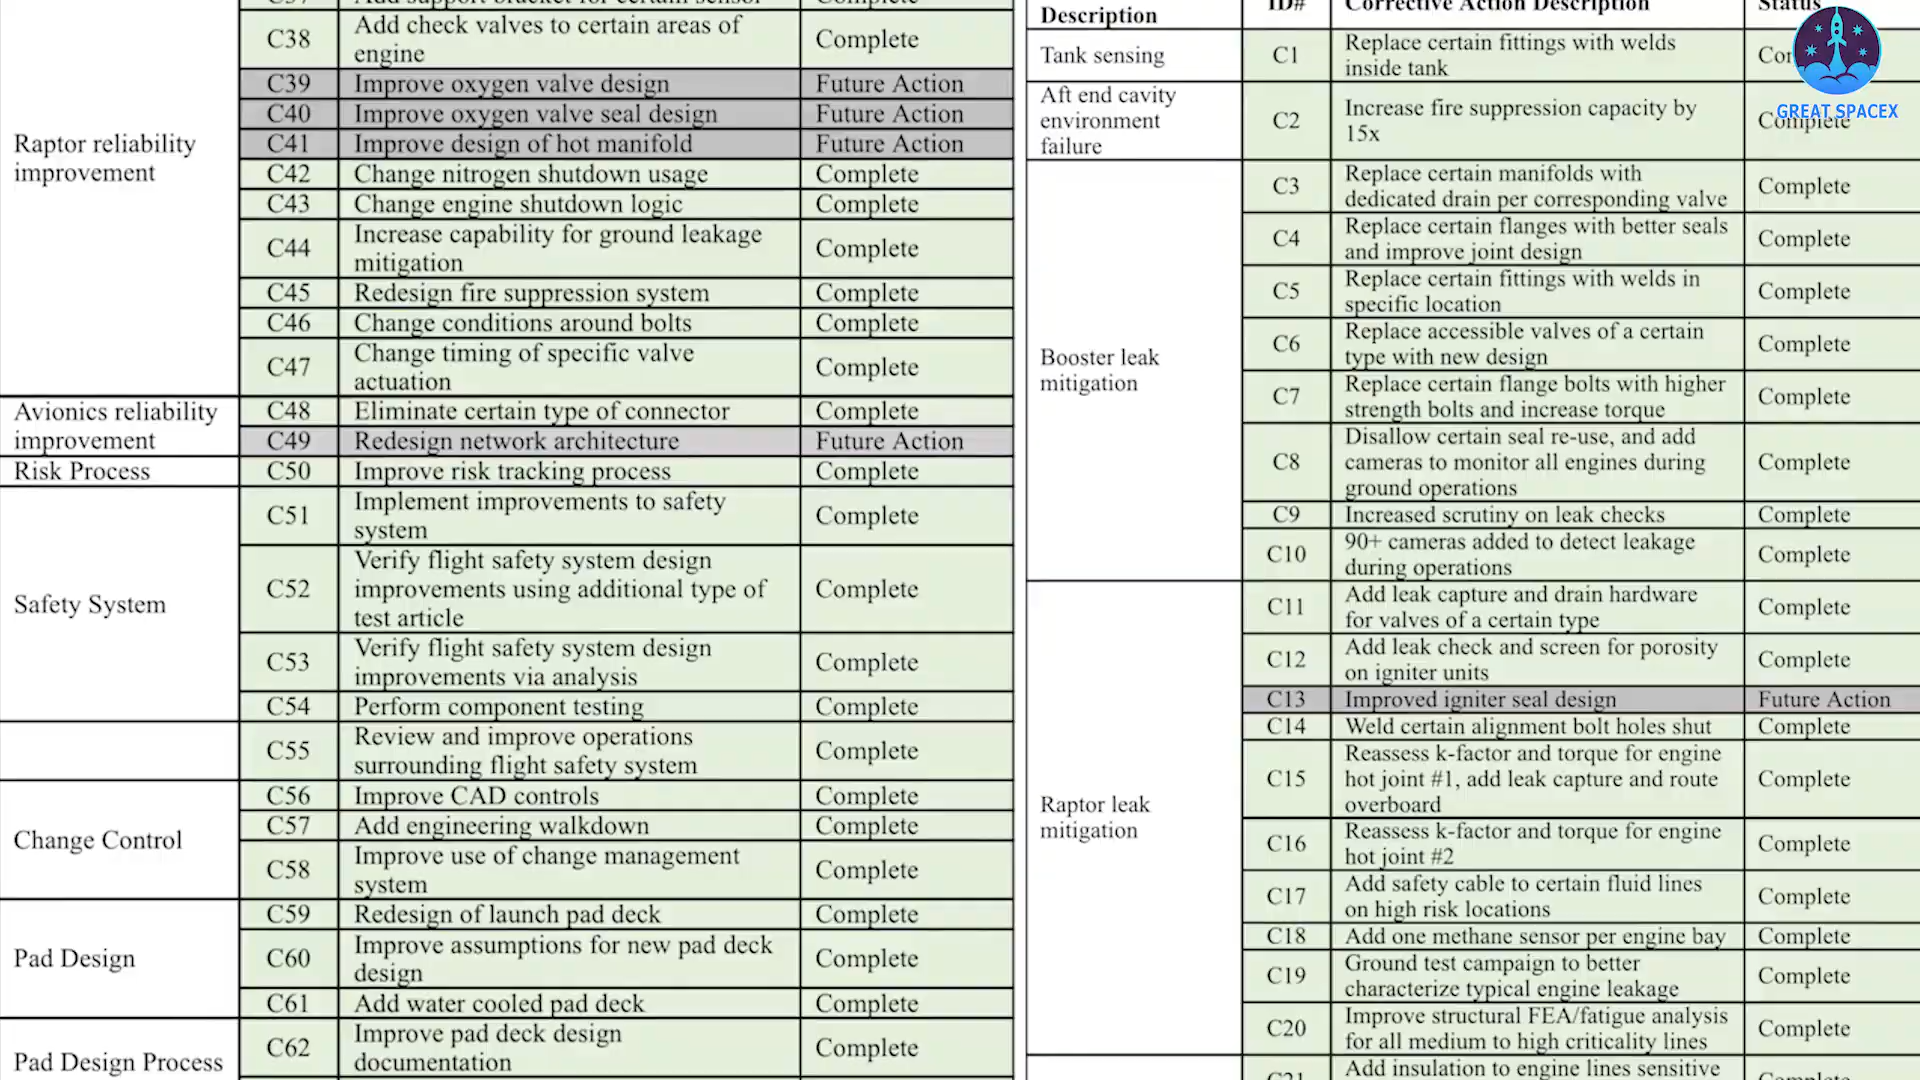 C37 Add support bracket for certain sensor Complete
C38 Add check valves to certain areas of
engine Complete
C39 Improve oxygen valve design Future Action
C40 Improve oxygen valve seal design Future Action
C41 Improve design of hot manifold Future Action
Raptor reliability
improvement
C42 Change nitrogen shutdown usage Complete
C43 Change engine shutdown logic Complete
C44 Increase capability for ground leakage
mitigation Complete
C45 Redesign fire suppression system Complete
C46 Change conditions around bolts Complete
C47 Change timing of specific valve
actuation Complete
Avionics reliability
improvement
C48 Eliminate certain type of connector Complete
C49 Redesign network architecture Future Action
Risk Process C50 Improve risk tracking process Complete
C51 Implement improvements to safety
system Complete
Safety System
C52 Verify flight safety system design
improvements using additional type of
test article Complete
C53 Verify flight safety system design
improvements via analysis Complete
C54 Perform component testing Complete
C55 Review and improve operations
surrounding flight safety system Complete
Change Control
C56 Improve CAD controls Complete
C57 Add engineering walkdown Complete
C58 Improve use of change management
system Complete
Pad Design
C59 Redesign of launch pad deck Complete
C60 Improve assumptions for new pad deck
design Complete
C61 Add water cooled pad deck Complete
Pad Design Process
C62 Improve pad deck design
documentation Complete
Description ID# Corrective Action Description Status
Tank sensing C1 Replace certain fittings with welds
inside tank
Aft end cavity
environment
failure
C2 Increase fire suppression capacity by
15x Complete
GREAT SPACEX
Booster leak
mitigation
C3 Replace certain manifolds with
dedicated drain per corresponding valve Complete
C4 Replace certain flanges with better seals
and improve joint design Complete
C5 Replace certain fittings with welds in
specific location Complete
C6 Replace accessible valves of a certain
type with new design Complete
C7 Replace certain flange bolts with higher
strength bolts and increase torque Complete
C8 Disallow certain seal re-use, and add
cameras to monitor all engines during
ground operations Complete
C9 Increased scrutiny on leak checks Complete
C10 90+ cameras added to detect leakage
during operations Complete
Raptor leak
mitigation
C11 Add leak capture and drain hardware
for valves of a certain type Complete
C12 Add leak check and screen for porosity
on igniter units Complete
C13 Improved igniter seal design Future Action
C14 Weld certain alignment bolt holes shut Complete
C15 Reassess k-factor and torque for engine
hot joint #1, add leak capture and route
overboard Complete
C16 Reassess k-factor and torque for engine
hot joint #2 Complete
C17 Add safety cable to certain fluid lines
on high risk locations Complete
C18 Add one methane sensor per engine bay Complete
C19 Ground test campaign to better
characterize typical engine leakage Complete
C20 Improve structural FEA/fatigue analysis
for all medium to high criticality lines Complete
C21 Add insulation to engine lines sensitive
Complete